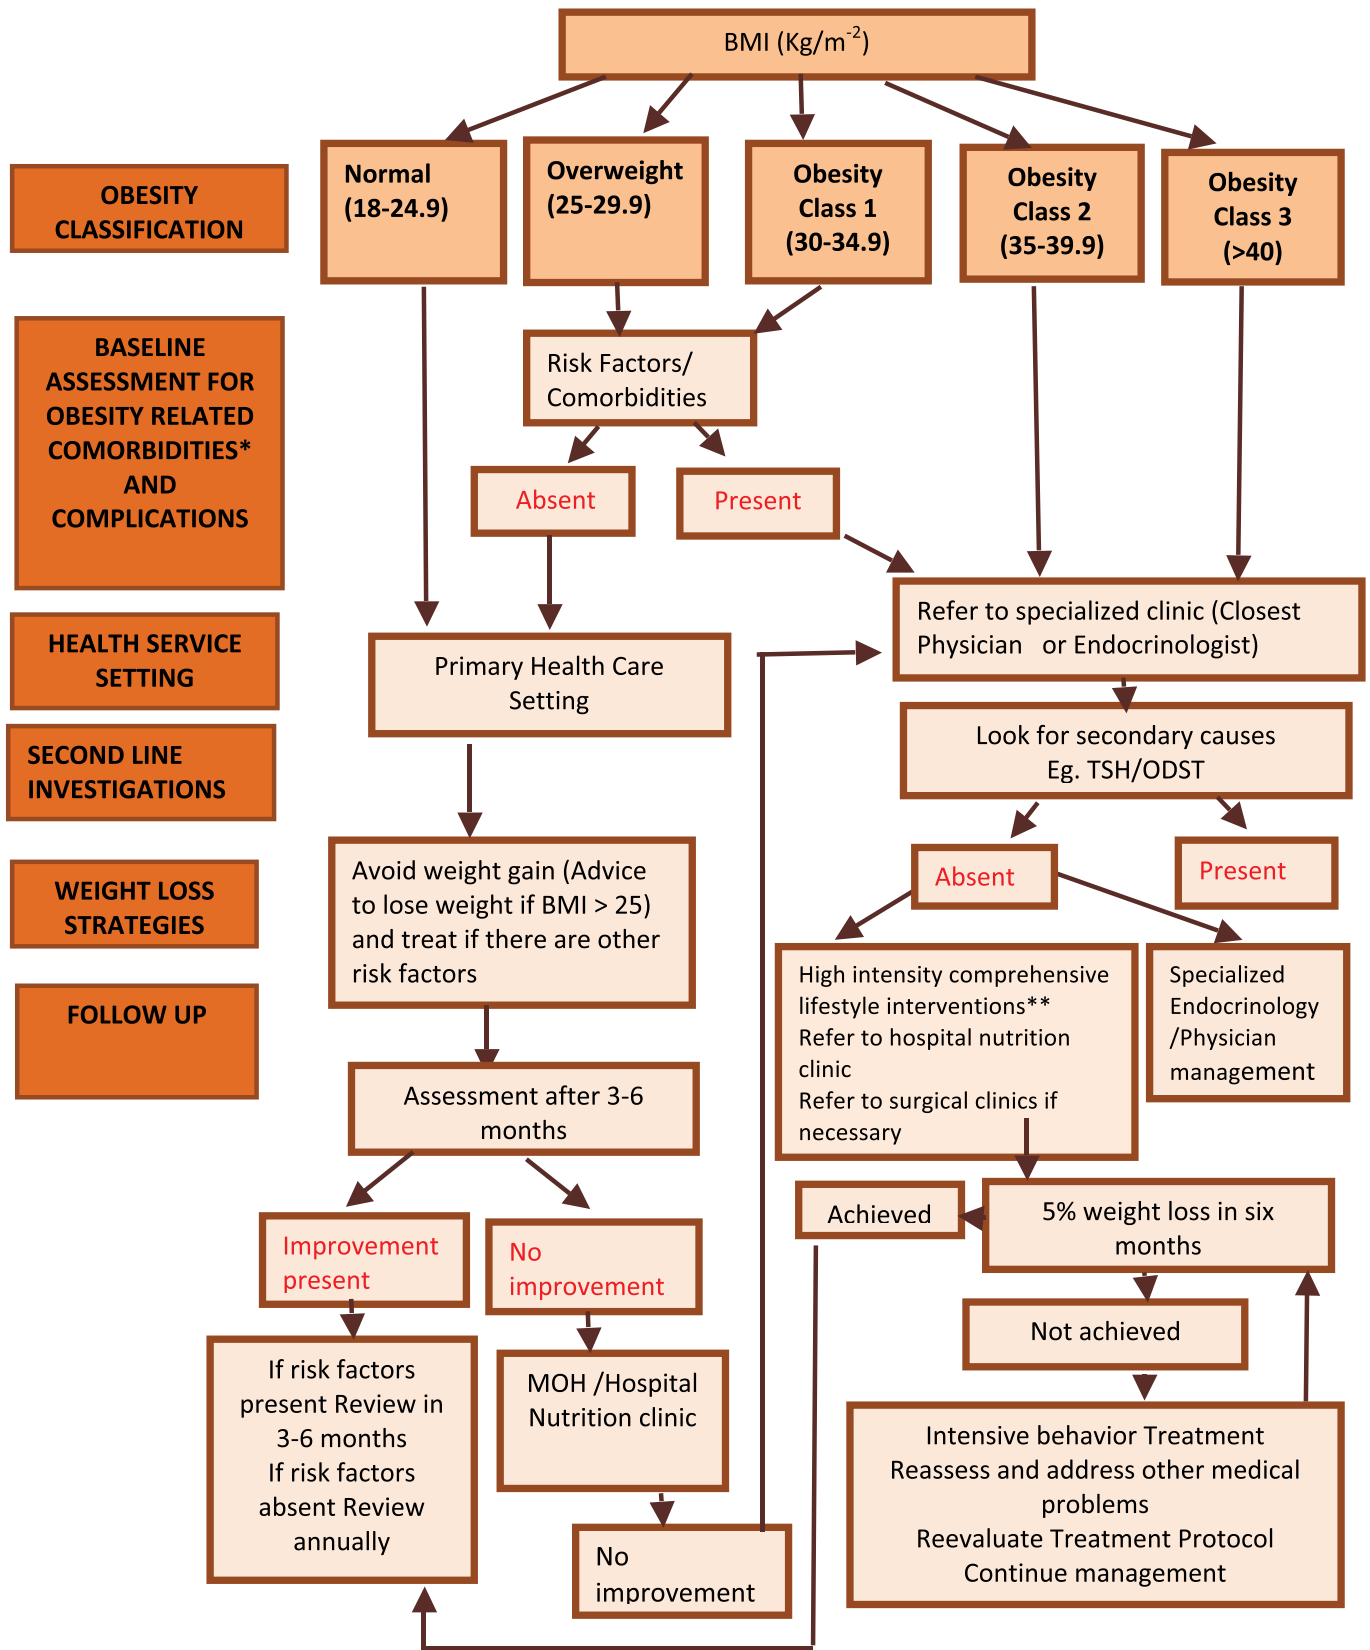 BMI (Kg/m-2)
Normal
(18-24.9)
Overweight
(25-29.9)
Obesity
Class 1
(30-34.9)
Obesity
Class 2
(35-39.9)
Obesity
Class 3
(>40)
OBESITY
CLASSIFICATION
BASELINE
ASSESSMENT FOR
OBESITY RELATED
COMORBIDITIES*
AND
COMPLICATIONS
Risk Factors/
Comorbidities
Absent
Present
HEALTH SERVICE
SETTING
Primary Health Care
Setting
Refer to specialized clinic (Closest
Physician or Endocrinologist)
SECOND LINE
INVESTIGATIONS
Look for secondary causes
Eg. TSH/ODST
Absent
Present
WEIGHT LOSS
STRATEGIES
Avoid weight gain (Advice
to lose weight if BMI > 25)
and treat if there are other
risk factors
High intensity comprehensive
lifestyle interventions**
Refer to hospital nutrition
clinic
Refer to surgical clinics if
necessary
Specialized
Endocrinology
/Physician
management
FOLLOW UP
Assessment after 3-6
months
Improvement
present
No
improvement
Achieved
5% weight loss in six
months
Not achieved
If risk factors
present Review in
3-6 months
If risk factors
absent Review
annually
MOH /Hospital
Nutrition clinic
No
improvement
Intensive behavior Treatment
Reassess and address other medical
problems
Reevaluate Treatment Protocol
Continue management